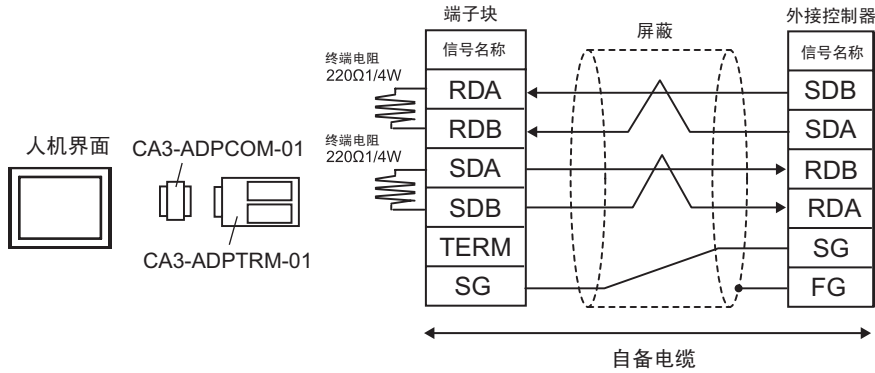 端子块
外接控制器
屏蔽
终端电阻
220Ω1/4W
终端电阻
220Ω1/4W
信号名称
RDA
RDB
SDA
SDB
TERM
SG
信号名称
SDB
SDA
RDB
RDA
SG
FG
人机界面
CA3-ADPCOM-01
CA3-ADPTRM-01
自备电缆